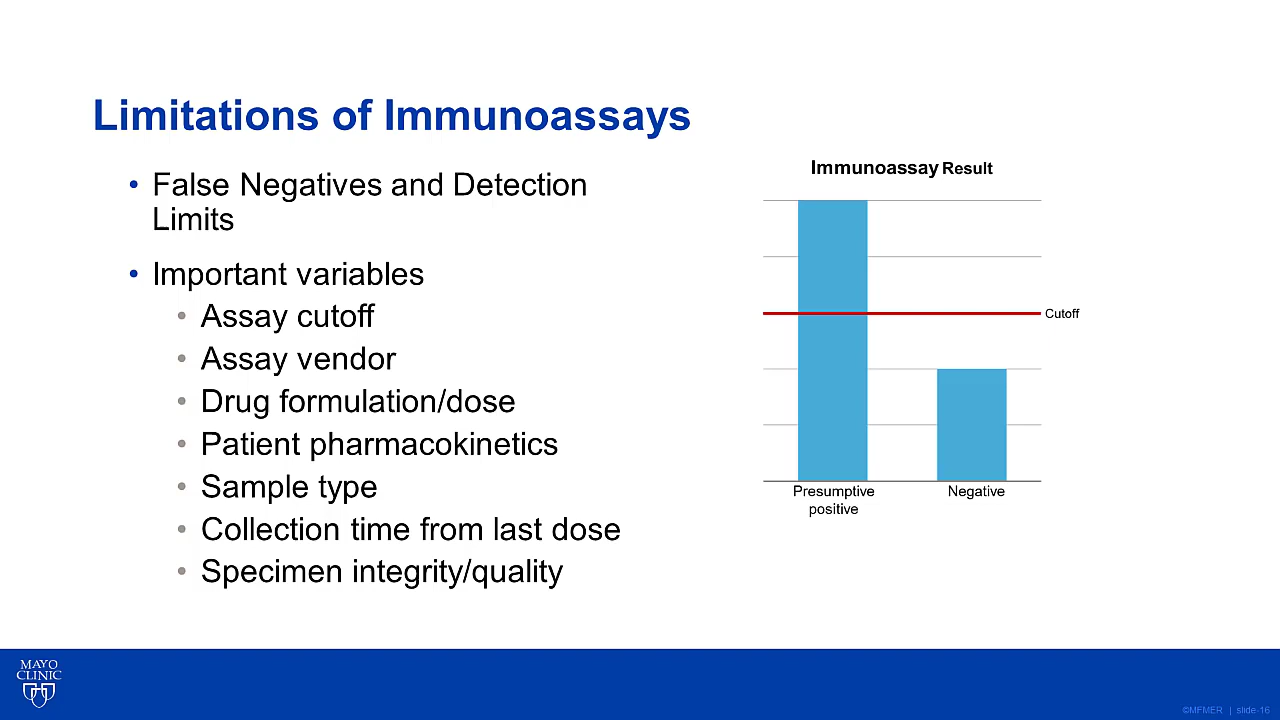 Limitations of Immunoassays
• False Negatives and Detection
Limits
• Important variables
• Assay cutoff
• Assay vendor
• Drug formulation/dose
• Patient pharmacokinetics
• Sample type
• Collection time from last dose
• Specimen integrity/quality
Immunoassay Result
Cutoff
Presumptive
positive
Negative
MAYO
CLINIC
©MFMER | slide-16